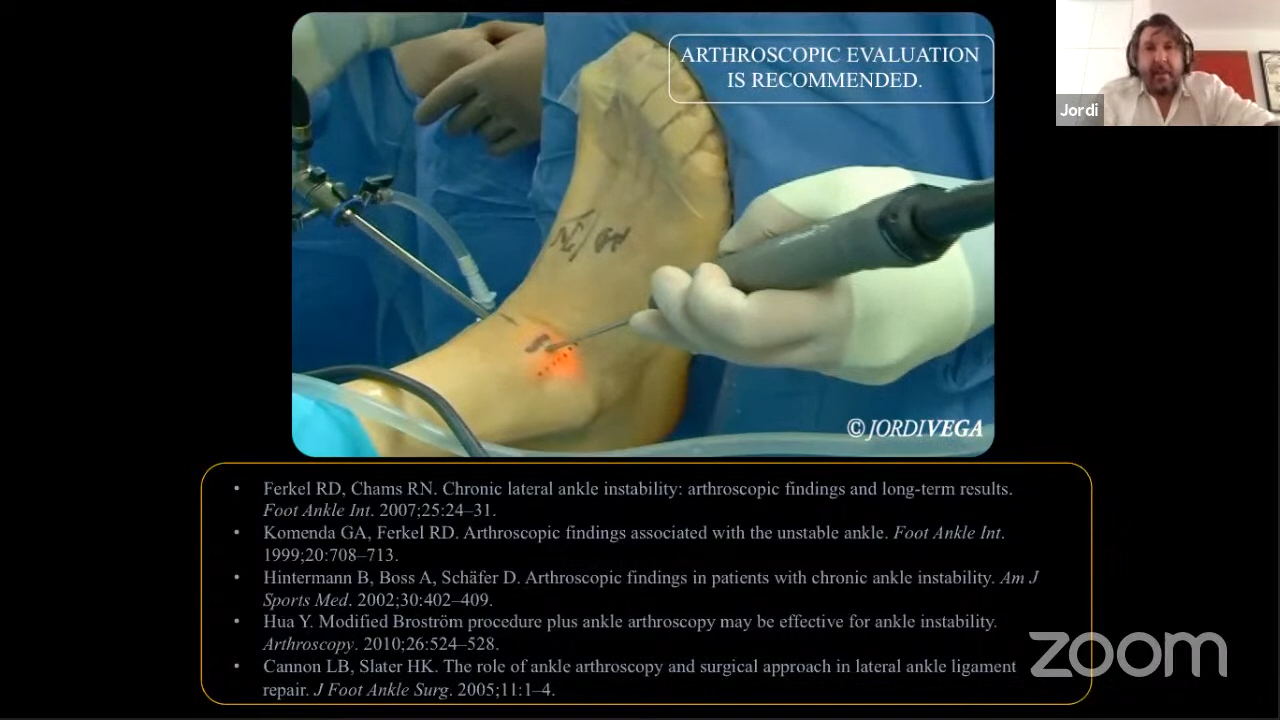 ARTHROSCOPIC EVALUATION
IS RECOMMENDED.
Jordi
© JORDIVEGA
• Ferkel RD, Chams RN. Chronic lateral ankle instability: arthroscopic findings and long-term results.
Foot Ankle Int. 2007;25:24–31.
• Komenda GA, Ferkel RD. Arthroscopic findings associated with the unstable ankle. Foot Ankle Int.
1999;20:708–713.
• Hintermann B, Boss A, Schäfer D. Arthroscopic findings in patients with chronic ankle instability. Am J
Sports Med. 2002;30:402–409.
• Hua Y. Modified Broström procedure plus ankle arthroscopy may be effective for ankle instability.
Arthroscopy. 2010;26:524–528.
• Cannon LB, Slater HK. The role of ankle arthroscopy and surgical approach in lateral ankle ligament
repair. J Foot Ankle Surg. 2005;11:1–4.
zoom